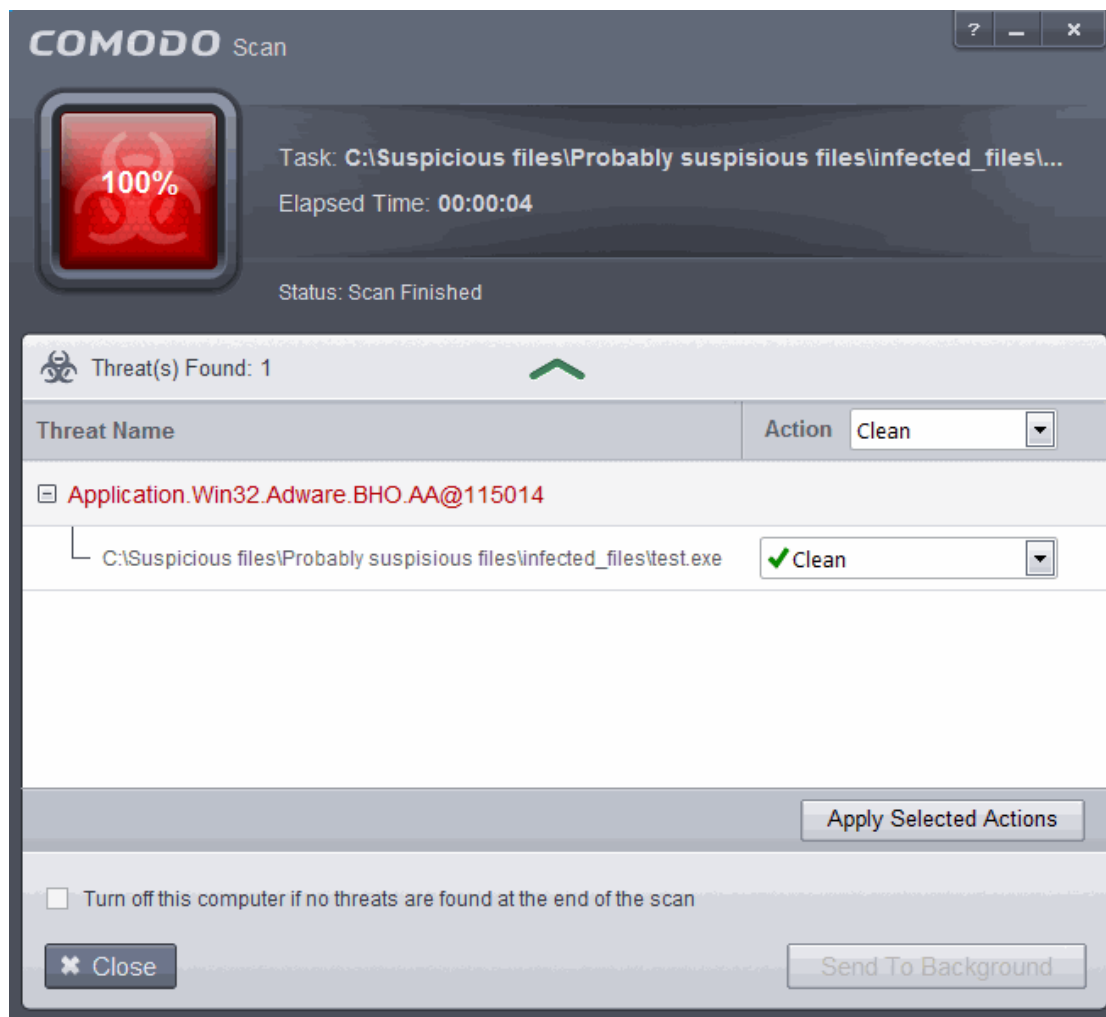 COMODO Scan
? – ×
100%
Task: C:\Suspicious files\Probably suspisious files\infected_files\...
Elapsed Time: 00:00:04
Status: Scan Finished
Threat(s) Found: 1
Threat Name Action Clean
Application.Win32.Adware.BHO.AA@115014
C:\Suspicious files\Probably suspisious files\infected_files\test.exe Clean
Apply Selected Actions
Turn off this computer if no threats are found at the end of the scan
Close Send To Background